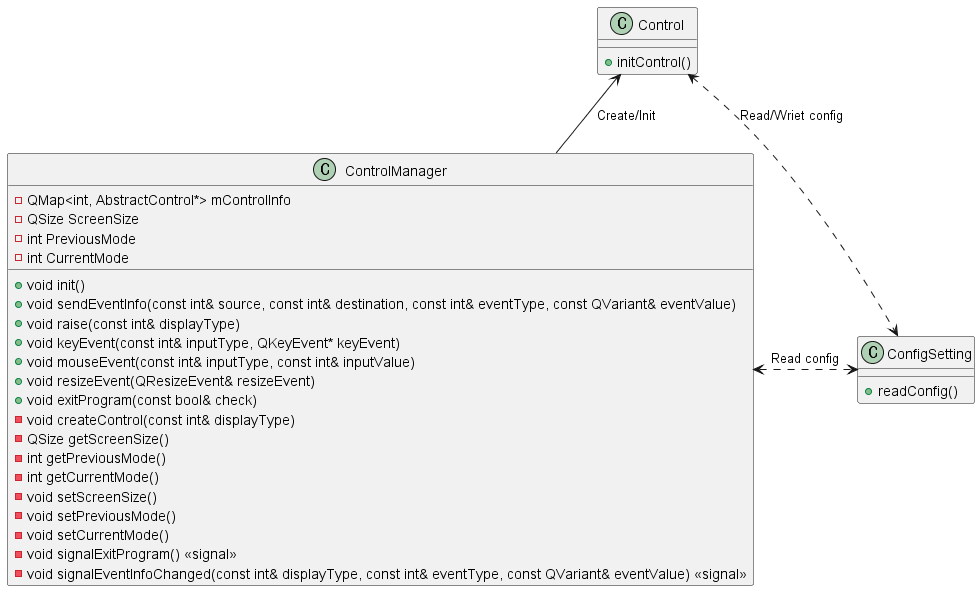 C Control
initControl()
Create/Init
Read/Wriet config
C ControlManager
QMap<int, AbstractControl*> mControlInfo
QSize ScreenSize
int PreviousMode
int CurrentMode
void init()
void sendEventInfo(const int& source, const int& destination, const int& eventType, const QVariant& eventValue)
void raise(const int& displayType)
void keyEvent(const int& inputType, QKeyEvent* keyEvent)
void mouseEvent(const int& inputType, const int& inputValue)
void resizeEvent(QResizeEvent& resizeEvent)
void exitProgram(const bool& check)
void createControl(const int& displayType)
QSize getScreenSize()
int getPreviousMode()
int getCurrentMode()
void setScreenSize()
void setPreviousMode()
void setCurrentMode()
void signalExitProgram() «signal»
void signalEventInfoChanged(const int& displayType, const int& eventType, const QVariant& eventValue) «signal»
Read config
C ConfigSetting
readConfig()